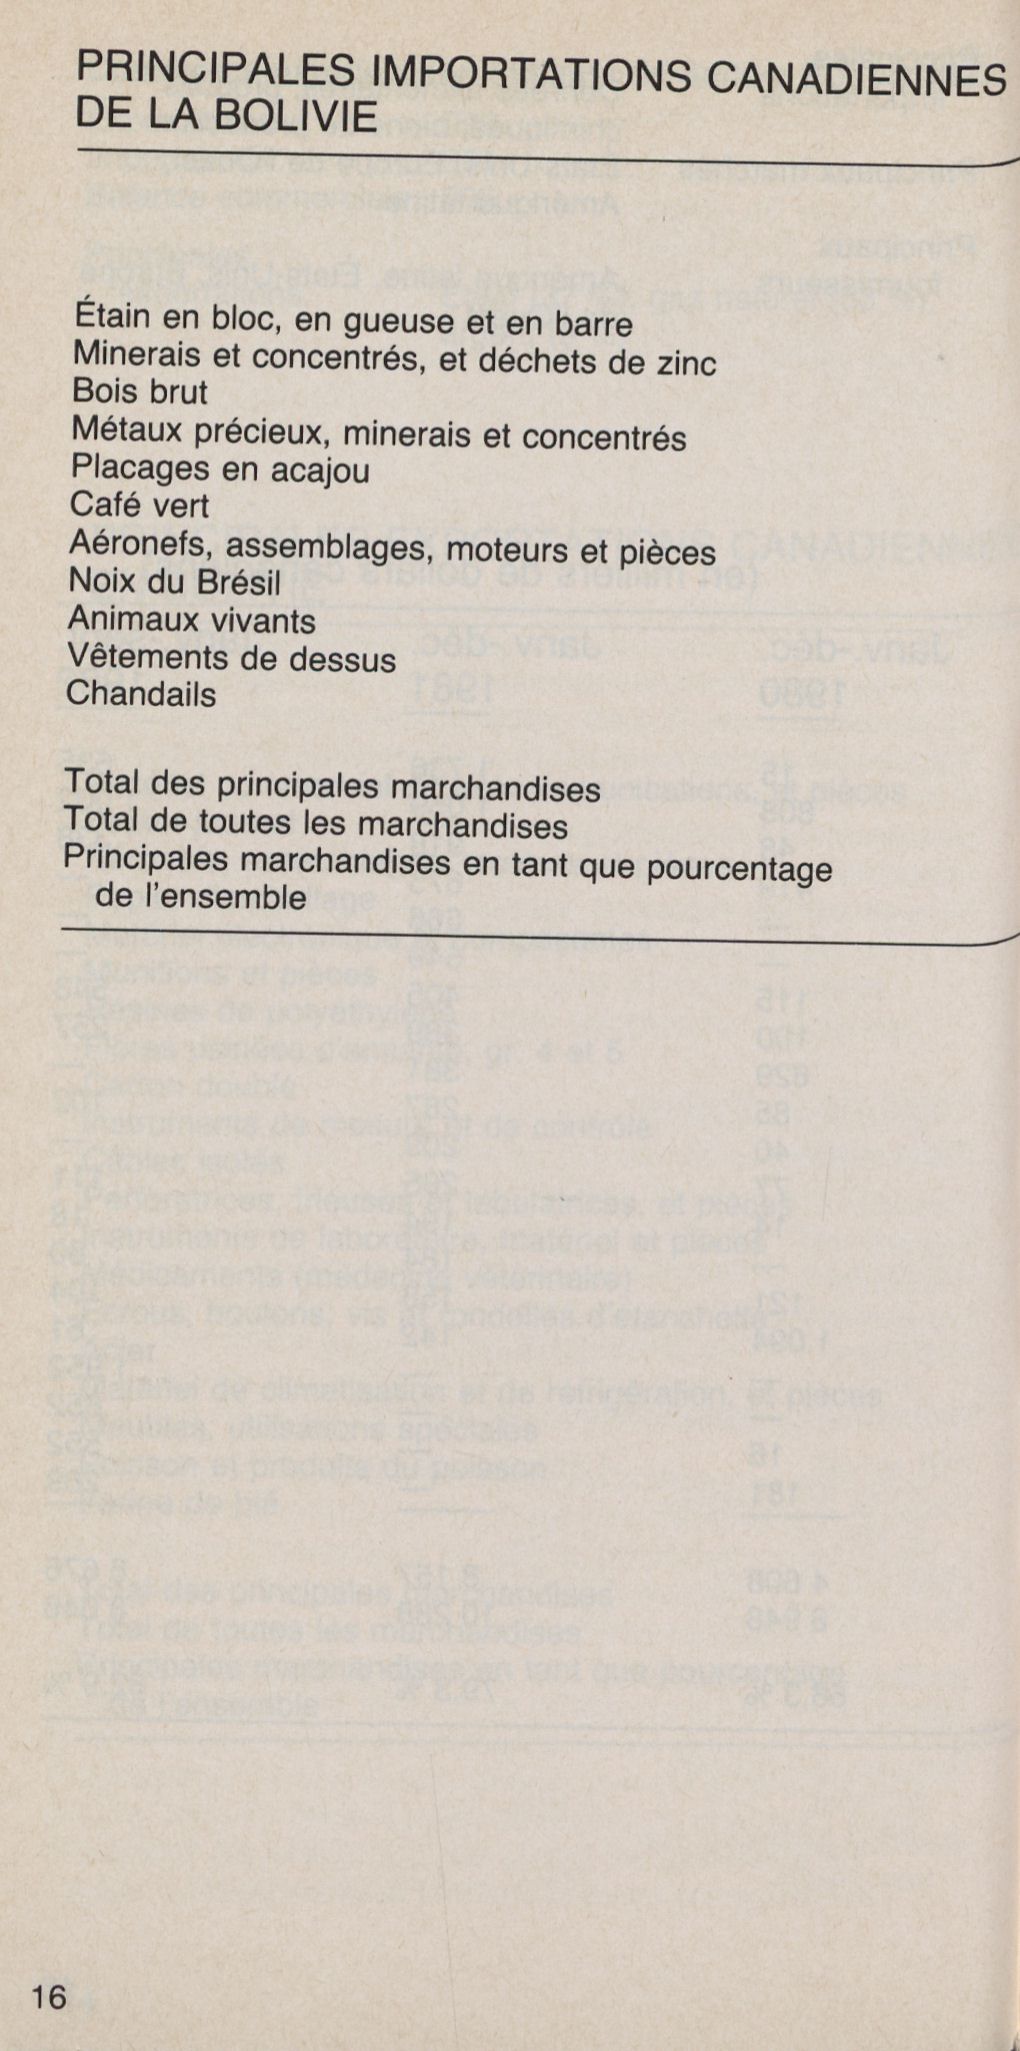 PRINCIPALES IMPORTATIONS CANADIENNES
DE LA BOLIVIE
Étain en bloc, en gueuse et en barre
Minerais et concentrés, et déchets de zinc
Bois brut
Métaux précieux, minerais et concentrés
Placages en acajou
Café vert
Aéronefs, assemblages, moteurs et pièces
Noix du Brésil
Animaux vivants
Vêtements de dessus
Chandails
Total des principales marchandises
Total de toutes les marchandises
Principales marchandises en tant que pourcentage
de l'ensemble
16